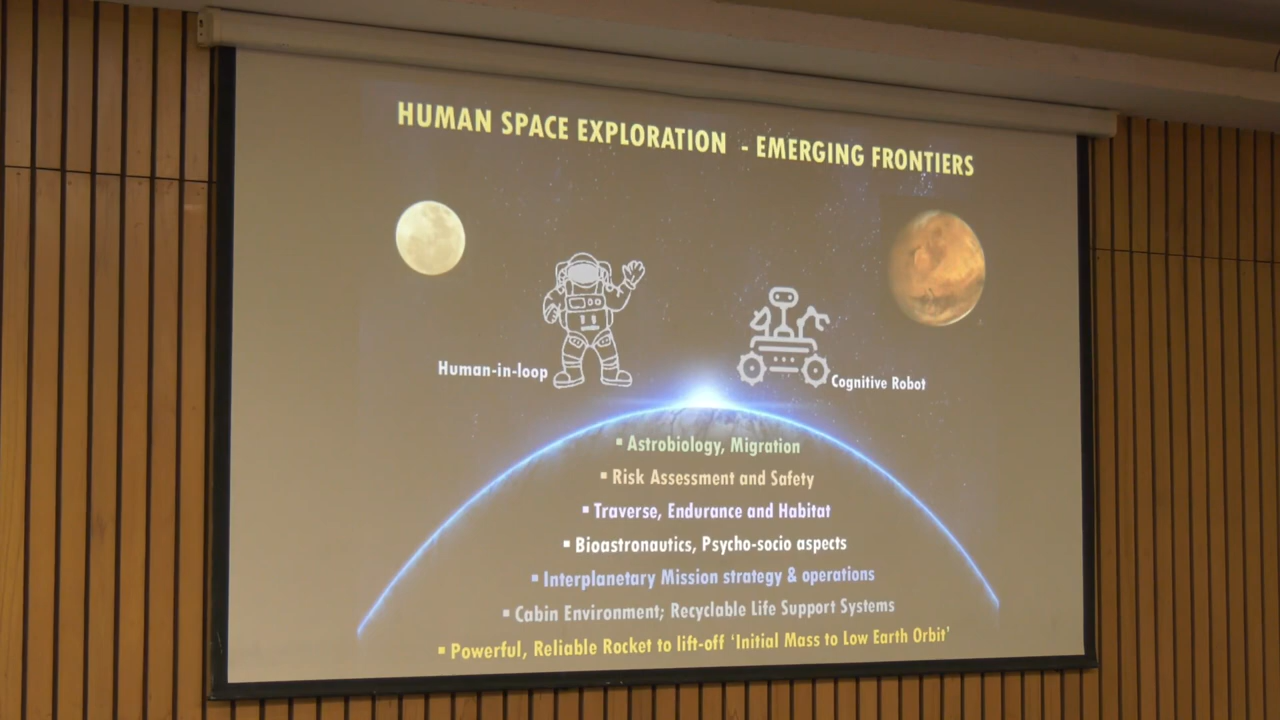 HUMAN SPACE EXPLORATION - EMERGING FRONTIERS
Human-in-loop
Cognitive Robot
▪ Astrobiology, Migration
▪ Risk Assessment and Safety
▪ Traverse, Endurance and Habitat
▪ Bioastronautics, Psycho-socio aspects
▪ Interplanetary Mission strategy & operations
▪ Cabin Environment; Recyclable Life Support Systems
▪ Powerful, Reliable Rocket to lift-off ‘Initial Mass to Low Earth Orbit’